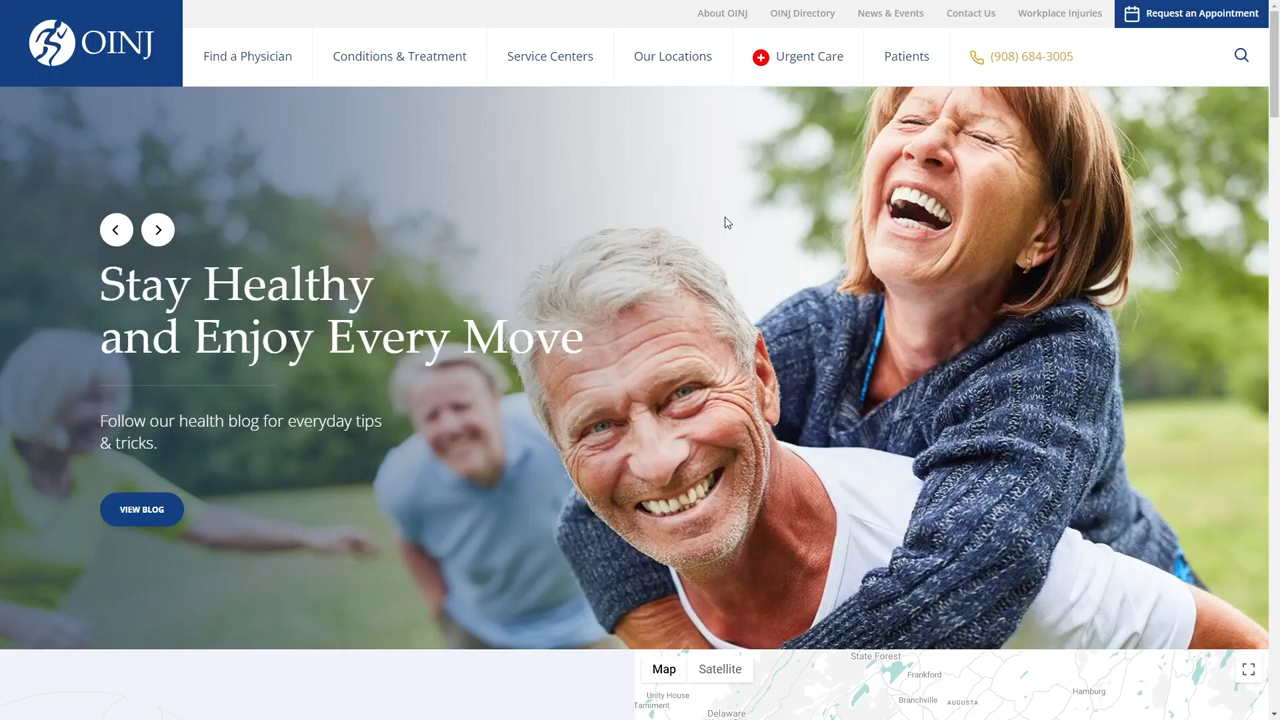 About OINJ
OINJ Directory
News & Events
Contact Us
Workplace Injuries
Request an Appointment
OINJ
Find a Physician
Conditions & Treatment
Service Centers
Our Locations
Urgent Care
Patients
(908) 684-3005
Stay Healthy
and Enjoy Every Move
Follow our health blog for everyday tips
& tricks.
VIEW BLOG
Map
Satellite
State Forest
Frankford
Hamburg
Unity House
Tamiment
Branchville
AUGUSTA
Delaware